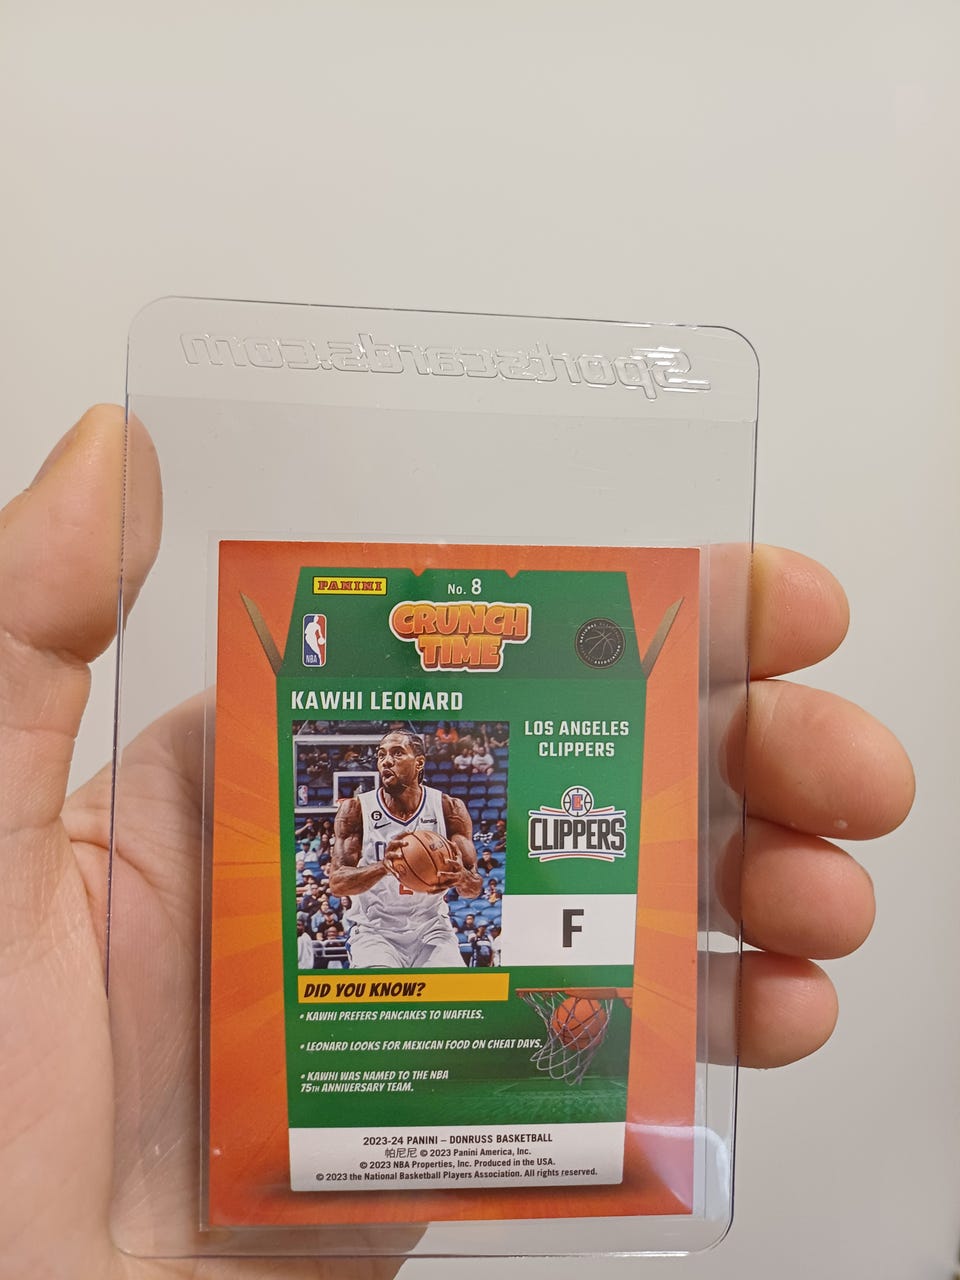 Sportscards.com
PANINI
No. 8
CRUNCH
TIME
NBA
KAWHI LEONARD
LOS ANGELES
CLIPPERS
CLIPPERS
6
F
DID YOU KNOW?
• KAWHI PREFERS PANCAKES TO WAFFLES.
• LEONARD LOOKS FOR MEXICAN FOOD ON CHEAT DAYS.
• KAWHI WAS NAMED TO THE NBA
75TH ANNIVERSARY TEAM.
2023-24 PANINI – DONRUSS BASKETBALL
帕尼尼 © 2023 Panini America, Inc.
© 2023 NBA Properties, Inc. Produced in the USA.
© 2023 the National Basketball Players Association. All rights reserved.